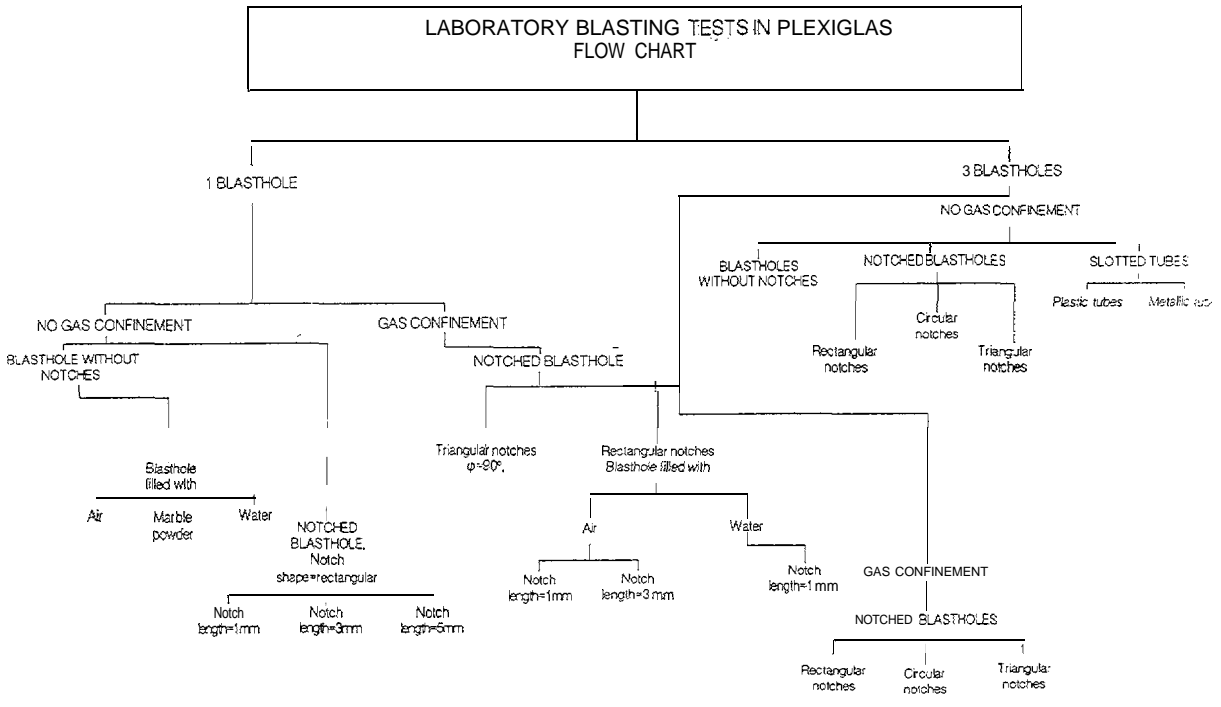 LABORATORY BLASTING TESTS IN PLEXIGLAS
FLOW CHART
1 BLASTHOLE
3 BLASTHOLES
NO GAS CONFINEMENT
BLASTHOLES
WITHOUT NOTCHES
NOTCHED BLASTHOLES
SLOTTED TUBES
Plastic tubes
Metallic
Circular
notches
Rectangular
notches
Triangular
notches
NO GAS CONFINEMENT
GAS CONFINEMENT
BLASTHOLE WITHOUT
NOTCHES
NOTCHED BLASTHOLE
Triangular notches
φ=90°.
Rectangular notches
Blasthole filled with
Blasthole
filled with
Air
Marble
powder
Water
NOTCHED
BLASTHOLE.
Notch
shape=rectangular
Notch
length=1mm
Notch
length=3mm
Notch
length=5mm
Air
Water
Notch
length=1mm
Notch
length=3mm
Notch
length=1mm
GAS CONFINEMENT
NOTCHED BLASTHOLES
Rectangular
notches
Circular
notches
Triangular
notches